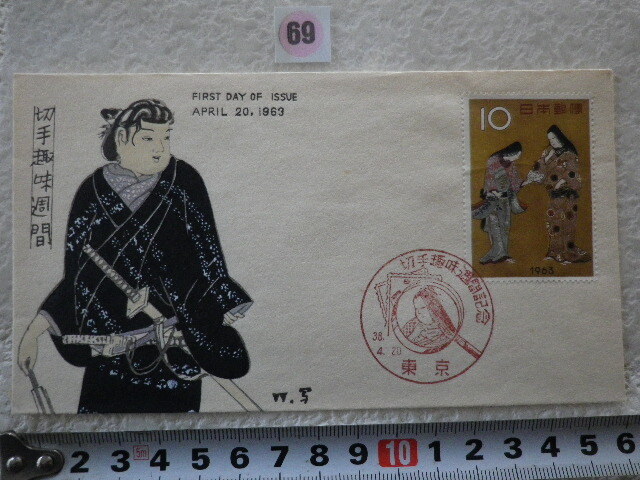 69
FIRST DAY OF ISSUE
APRIL 20, 1963
切手趣味週間
10 日本郵便
1963
切手趣味週間記念
38.
4. 20
東京
W.写
2 3 5m 4 5 6 7 8 9 10 1 2 3 4 5 6